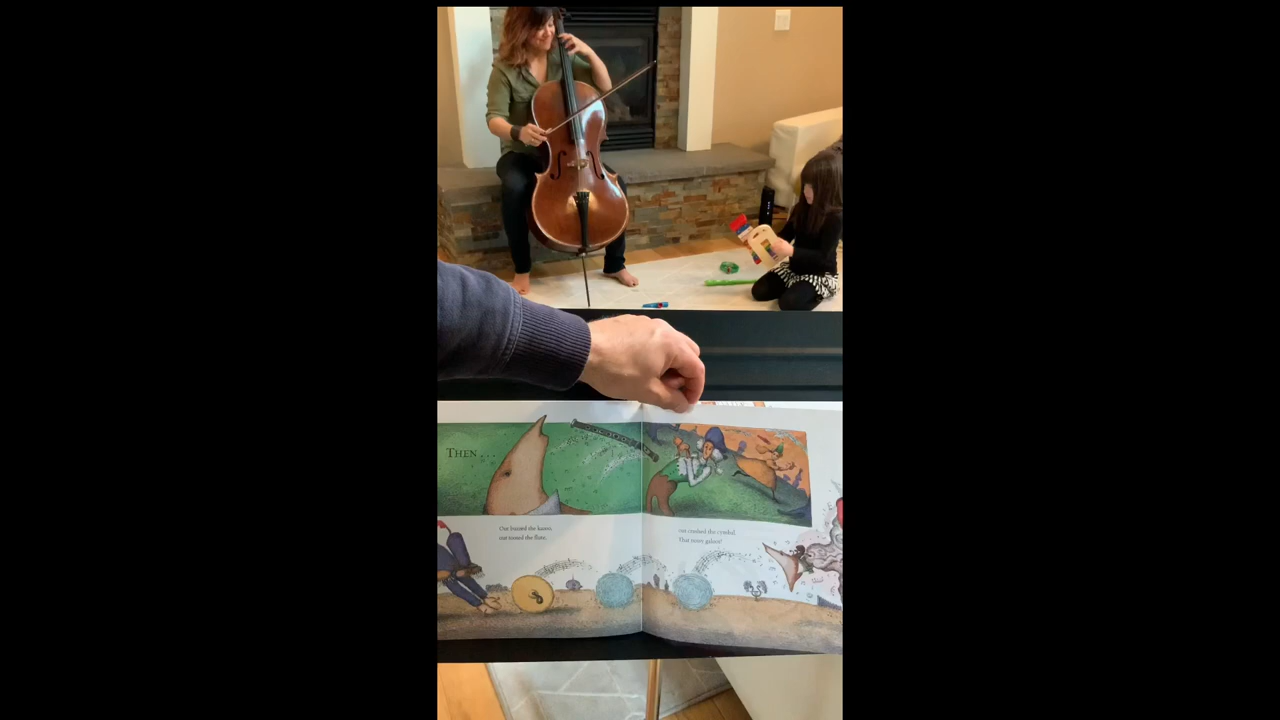 THEN . . .
Out buzzed the kazoo,
out tooted the flute,
out crashed the cymbal,
That noisy galoot!